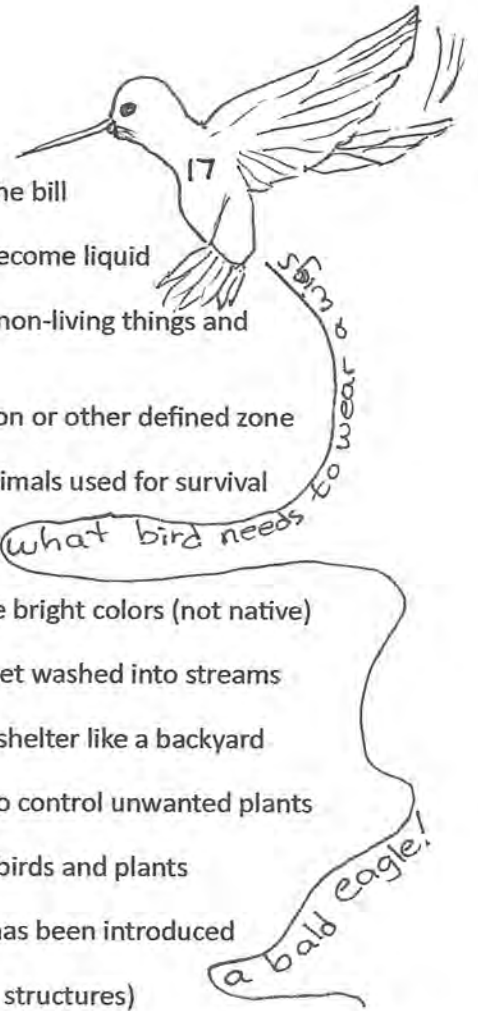 17
he bill
ecome liquid
non-living things and
on or other defined zone
imals used for survival
what bird needs to wear a wig?
e bright colors (not native)
et washed into streams
shelter like a backyard
o control unwanted plants
birds and plants
has been introduced
a bald eagle!
structures)